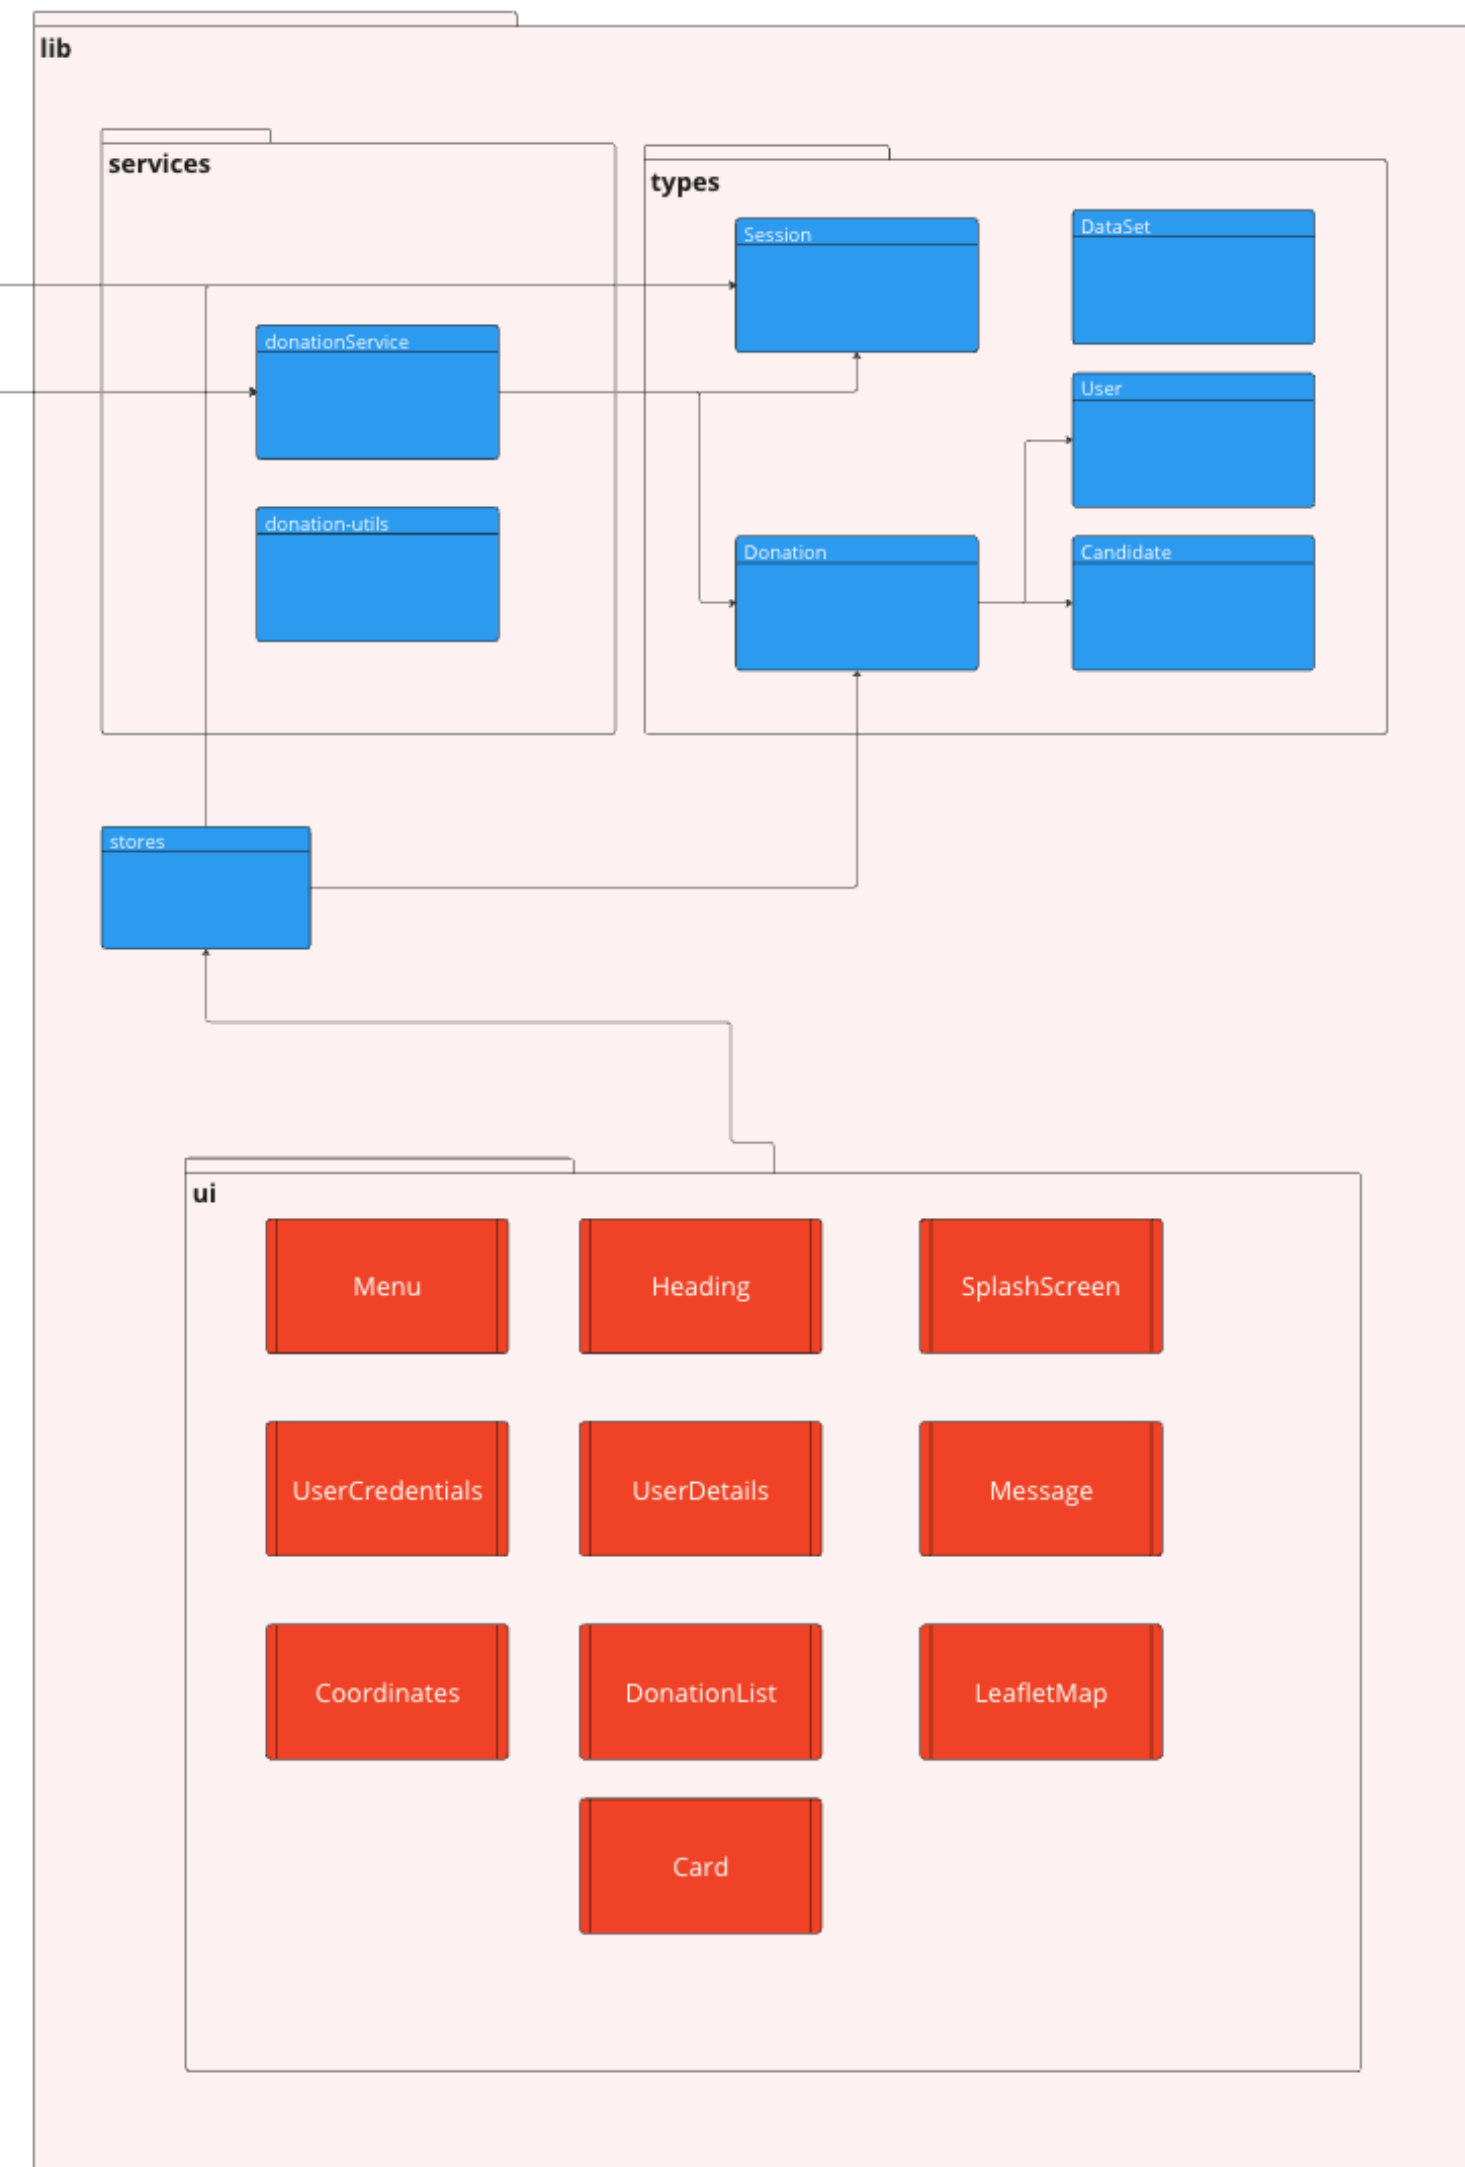 lib
services
types
Session
DataSet
donationService
User
donation-utils
Donation
Candidate
stores
ui
Menu
Heading
SplashScreen
UserCredentials
UserDetails
Message
Coordinates
DonationList
LeafletMap
Card